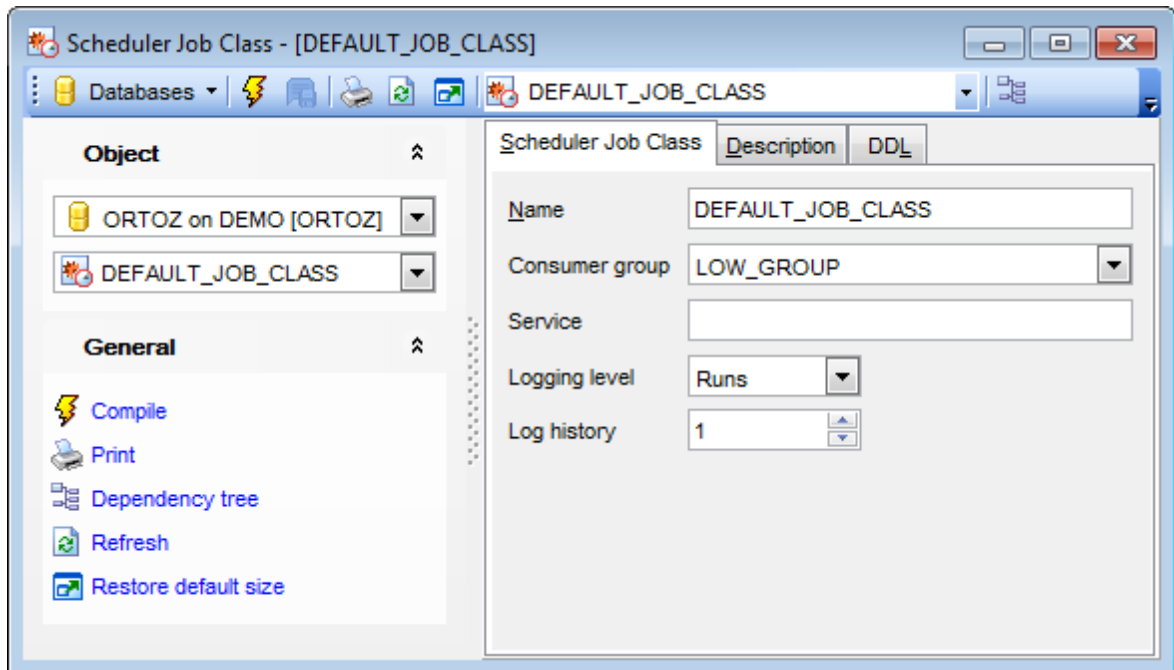 Scheduler Job Class - [DEFAULT_JOB_CLASS]
Databases DEFAULT_JOB_CLASS
Object
ORTOZ on DEMO [ORTOZ]
DEFAULT_JOB_CLASS
General
Compile
Print
Dependency tree
Refresh
Restore default size
Scheduler Job Class Description DDL
Name DEFAULT_JOB_CLASS
Consumer group LOW_GROUP
Service
Logging level Runs
Log history 1